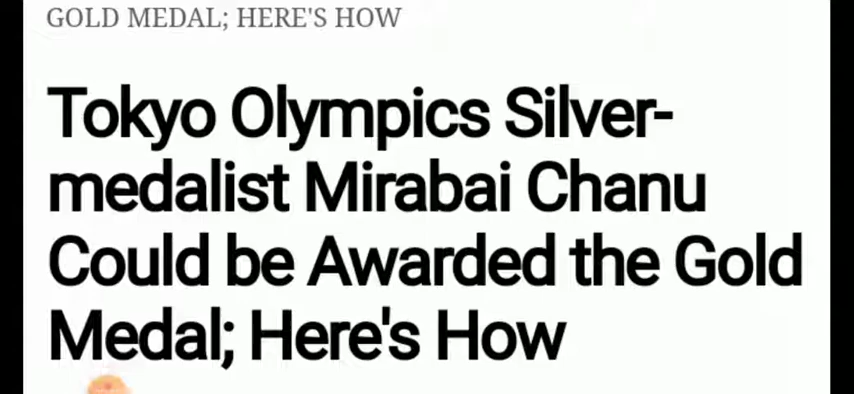 GOLD MEDAL; HERE'S HOW
Tokyo Olympics Silver-
medalist Mirabai Chanu
Could be Awarded the Gold
Medal; Here's How